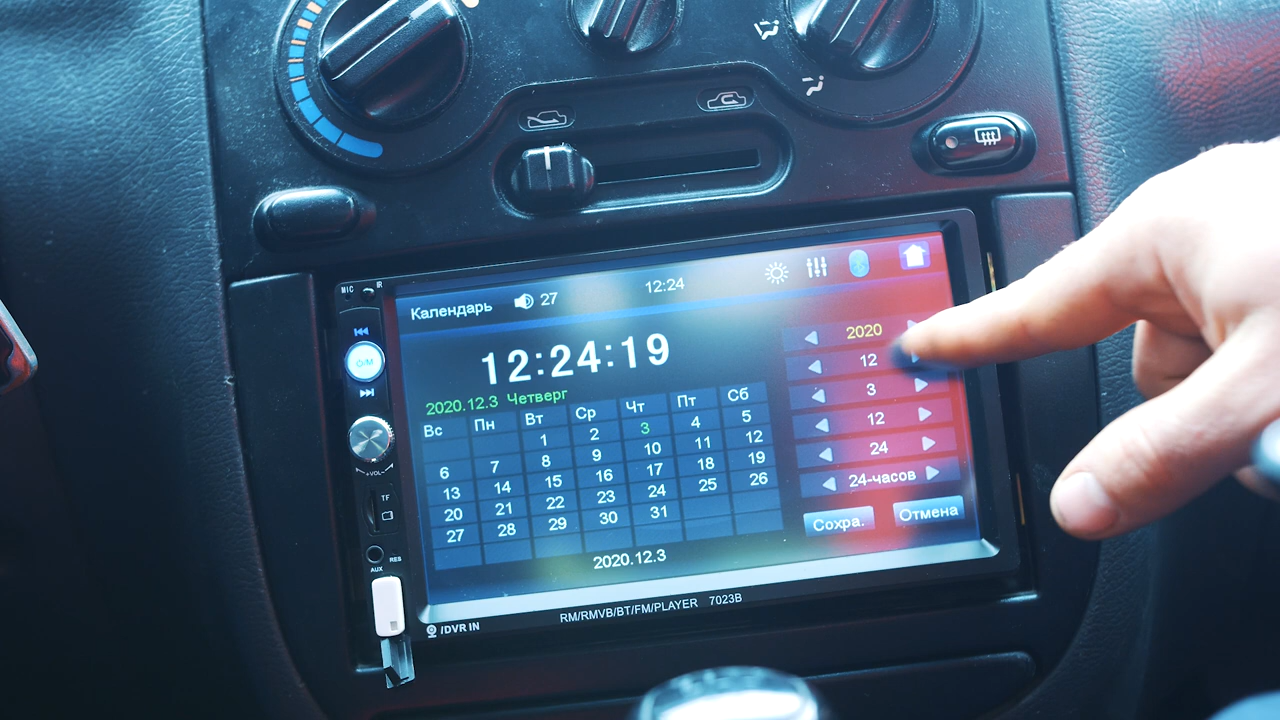 MIC IR
Календарь 27 12:24
12:24:19
2020.12.3 Четверг
Вс Пн Вт Ср Чт Пт Сб
1 2 3 4 5
6 7 8 9 10 11 12
13 14 15 16 17 18 19
20 21 22 23 24 25 26
27 28 29 30 31
2020.12.3
2020
12
3
12
24
24-часов
Сохра. Отмена
+VOL-
TF
RES
AUX
/DVR IN
RM/RMVB/BT/FM/PLAYER 7023B